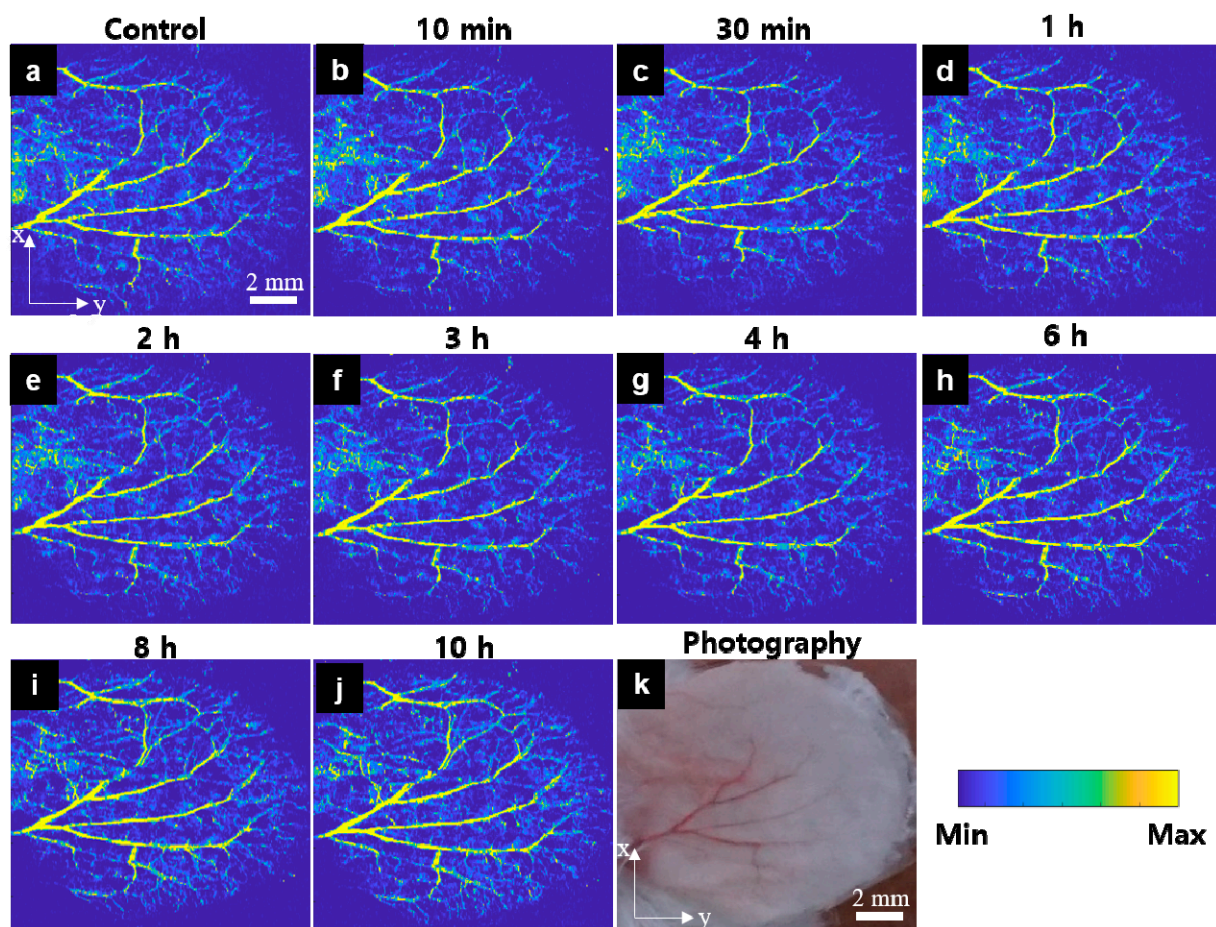 Control 10 min 30 min 1 h
a b c d
x
y 2 mm
2 h 3 h 4 h 6 h
e f g h
8 h 10 h Photography
i j k
x
Min Max
y 2 mm